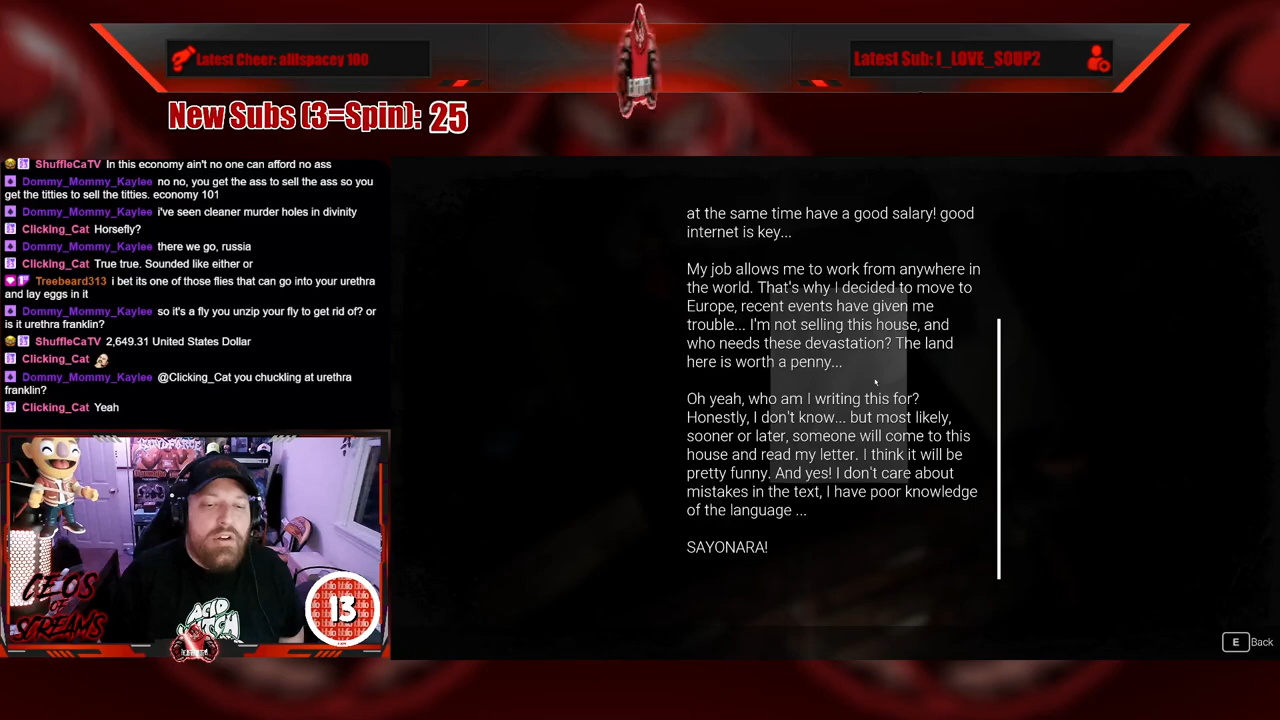 Latest Cheer: alllspacey 100
Latest Sub: I_LOVE_SOUP2
New Subs (3=Spin): 25
ShuffleCaTV In this economy ain't no one can afford no ass
Dommy_Mommy_Kaylee no no, you get the ass to sell the ass so you
get the titties to sell the titties. economy 101
Dommy_Mommy_Kaylee i've seen cleaner murder holes in divinity
Clicking_Cat Horsefly?
Dommy_Mommy_Kaylee there we go, russia
Clicking_Cat True true. Sounded like either or
Treebeard313 i bet its one of those flies that can go into your urethra
and lay eggs in it
Dommy_Mommy_Kaylee so it's a fly you unzip your fly to get rid of? or
is it urethra franklin?
ShuffleCaTV 2,649.31 United States Dollar
Clicking_Cat
Dommy_Mommy_Kaylee @Clicking_Cat you chuckling at urethra
franklin?
Clicking_Cat Yeah
at the same time have a good salary! good
internet is key...
My job allows me to work from anywhere in
the world. That's why I decided to move to
Europe, recent events have given me
trouble... I'm not selling this house, and
who needs these devastation? The land
here is worth a penny...
Oh yeah, who am I writing this for?
Honestly, I don't know... but most likely,
sooner or later, someone will come to this
house and read my letter. I think it will be
pretty funny. And yes! I don't care about
mistakes in the text, I have poor knowledge
of the language ...
SAYONARA!
E Back
CEOS
OF
SCREAMS
ACID
13